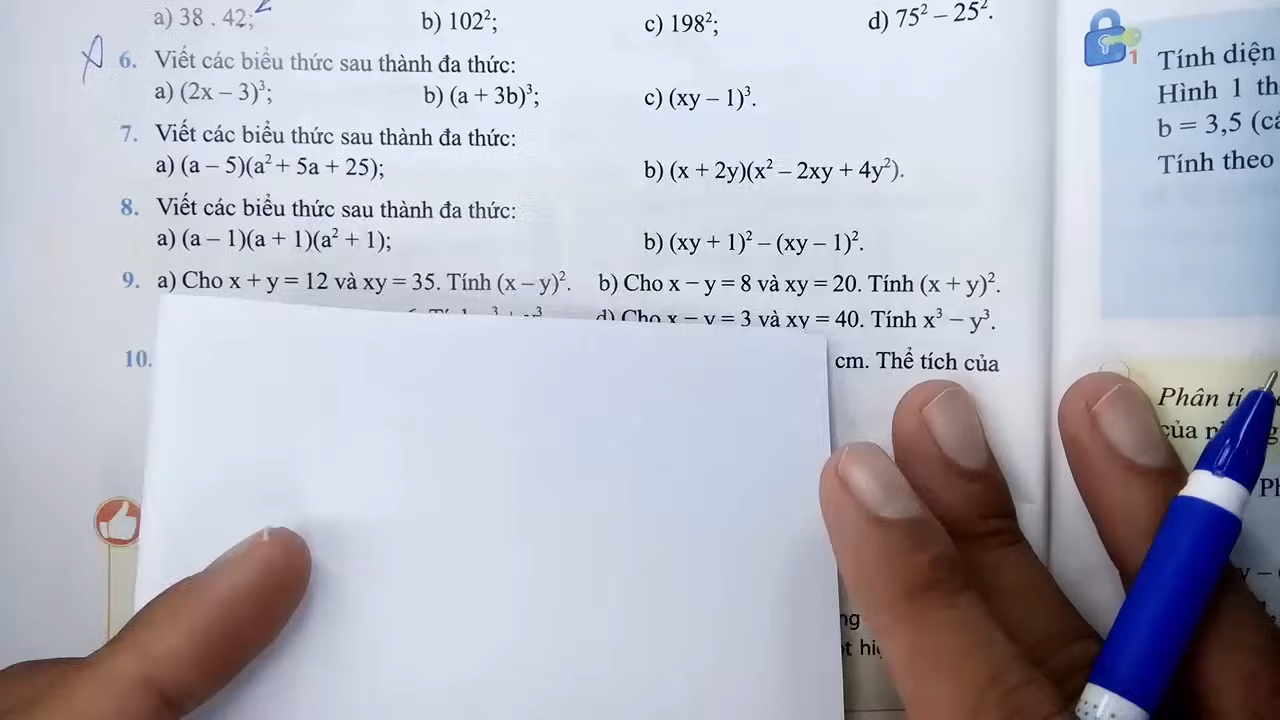 a) 38 . 42; b) 102²; c) 198²; d) 75² – 25².
6. Viết các biểu thức sau thành đa thức:
a) (2x – 3)³; b) (a + 3b)³; c) (xy – 1)³.
7. Viết các biểu thức sau thành đa thức:
a) (a – 5)(a² + 5a + 25); b) (x + 2y)(x² – 2xy + 4y²).
8. Viết các biểu thức sau thành đa thức:
a) (a – 1)(a + 1)(a² + 1); b) (xy + 1)² – (xy – 1)².
9. a) Cho x + y = 12 và xy = 35. Tính (x – y)². b) Cho x – y = 8 và xy = 20. Tính (x + y)².
d) Cho x – y = 3 và xy = 40. Tính x³ – y³.
10. cm. Thể tích của
1
Tính diện
Hình 1 th
b = 3,5 (cá
Tính theo
Phân tí
của